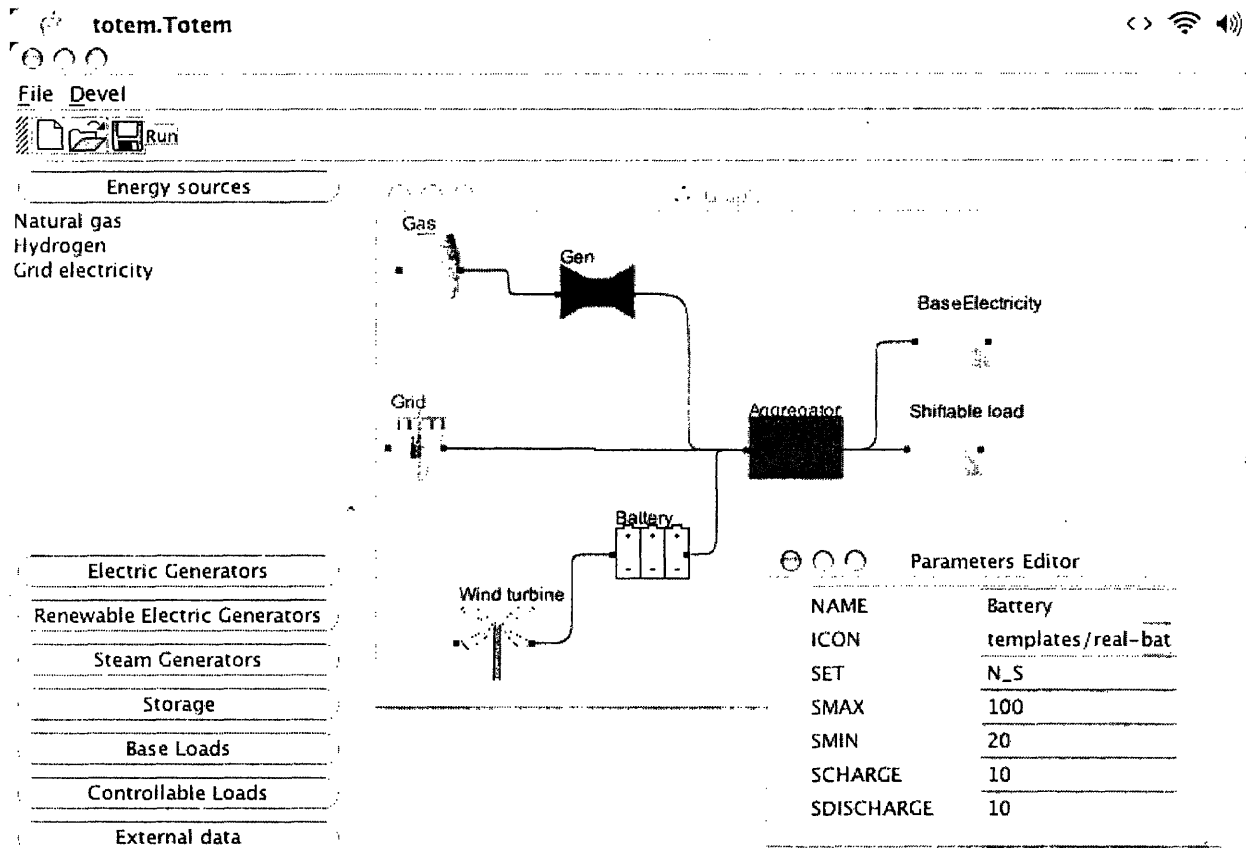 totem.Totem
File Devel
Run
Energy sources
Natural gas
Hydrogen
Grid electricity
Electric Generators
Renewable Electric Generators
Steam Generators
Storage
Base Loads
Controllable Loads
External data
Gas
Gen
BaseElectricity
Grid
Aggregator
Shiftable load
Battery
Wind turbine
Parameters Editor
NAME Battery
ICON templates/real-bat
SET N_S
SMAX 100
SMIN 20
SCHARGE 10
SDISCHARGE 10